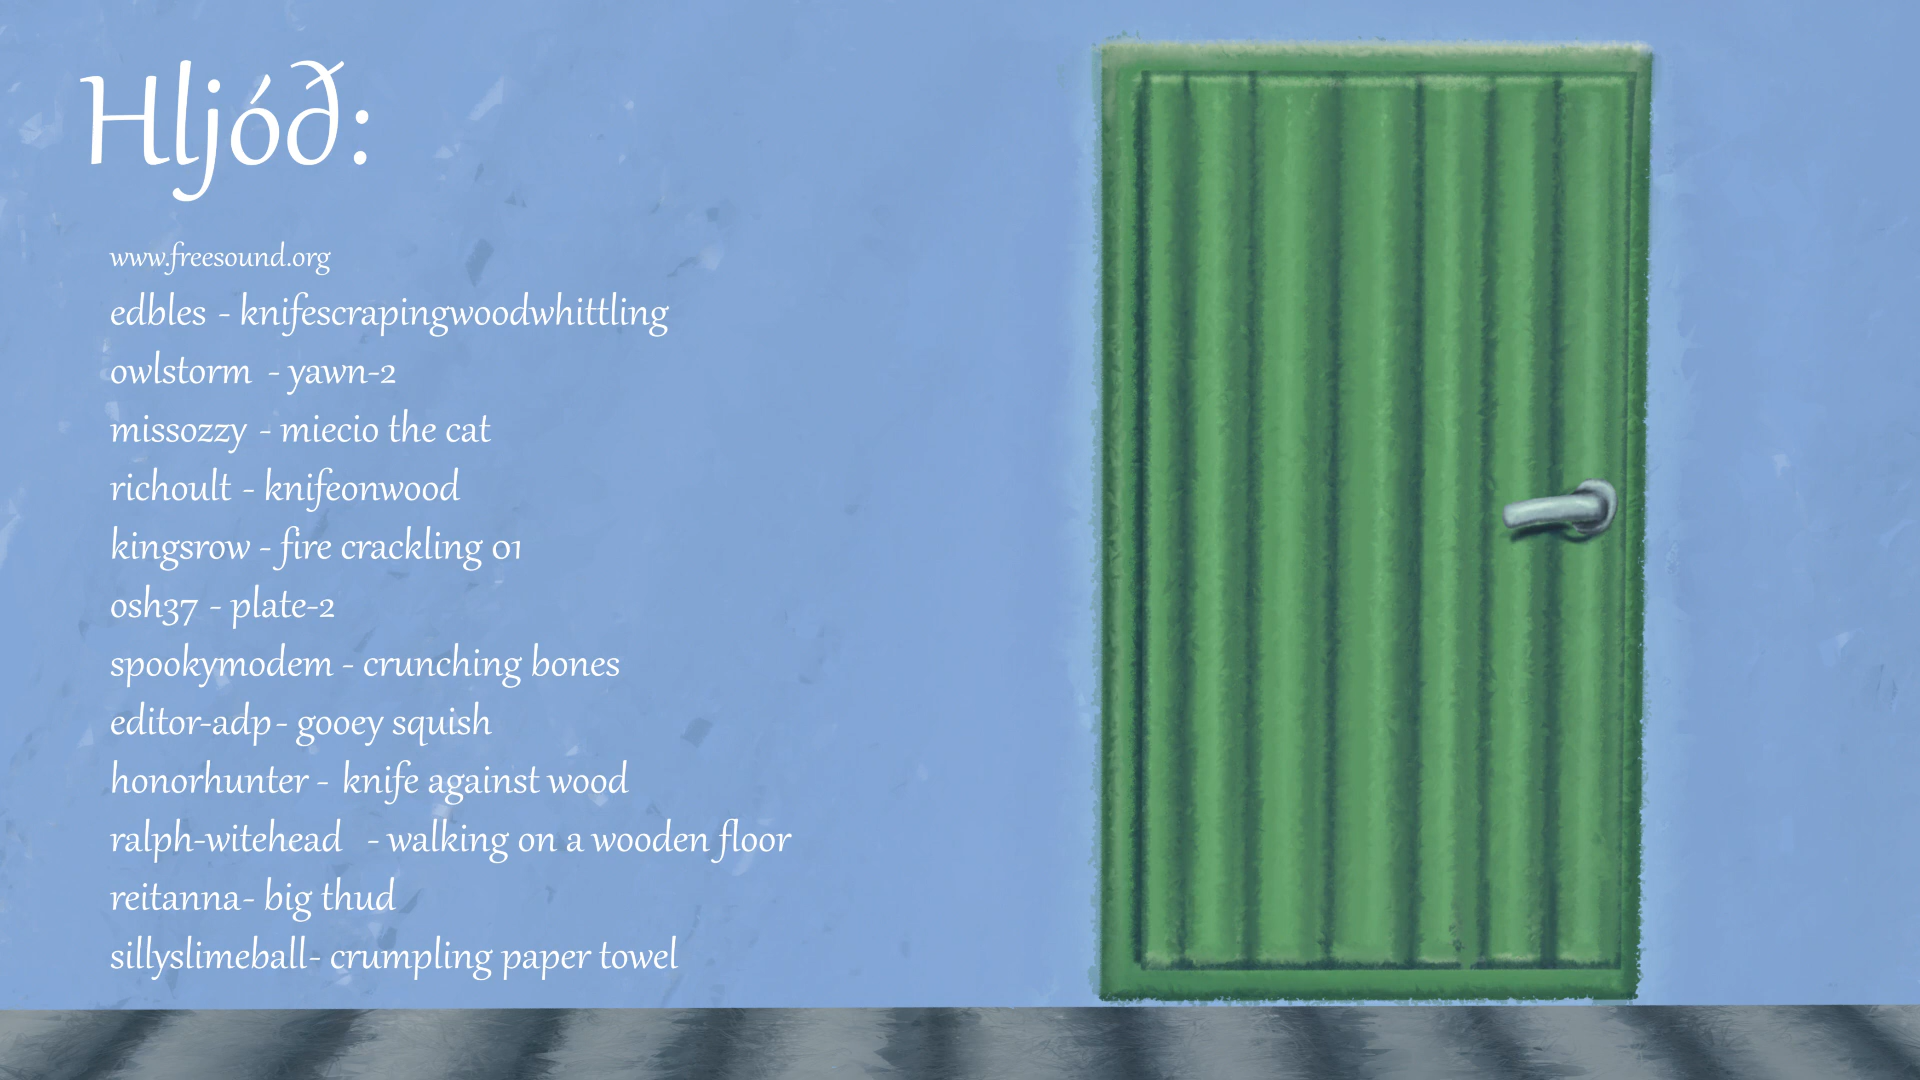 Hljóð:
www.freesound.org
edbles - knifescrapingwoodwhittling
owlstorm - yawn-2
missozzy - miecio the cat
richoult - knifeonwood
kingsrow - fire crackling 01
osh37 - plate-2
spookymodem - crunching bones
editor-adp - gooey squish
honorhunter - knife against wood
ralph-witehead - walking on a wooden floor
reitanna- big thud
sillyslimeball- crumpling paper towel